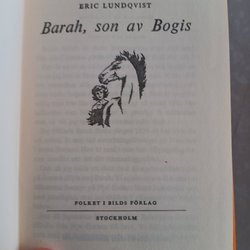 ERIC LUNDQVIST
Barah, son av Bogis
FOLKET I BILDS FÖRLAG
STOCKHOLM